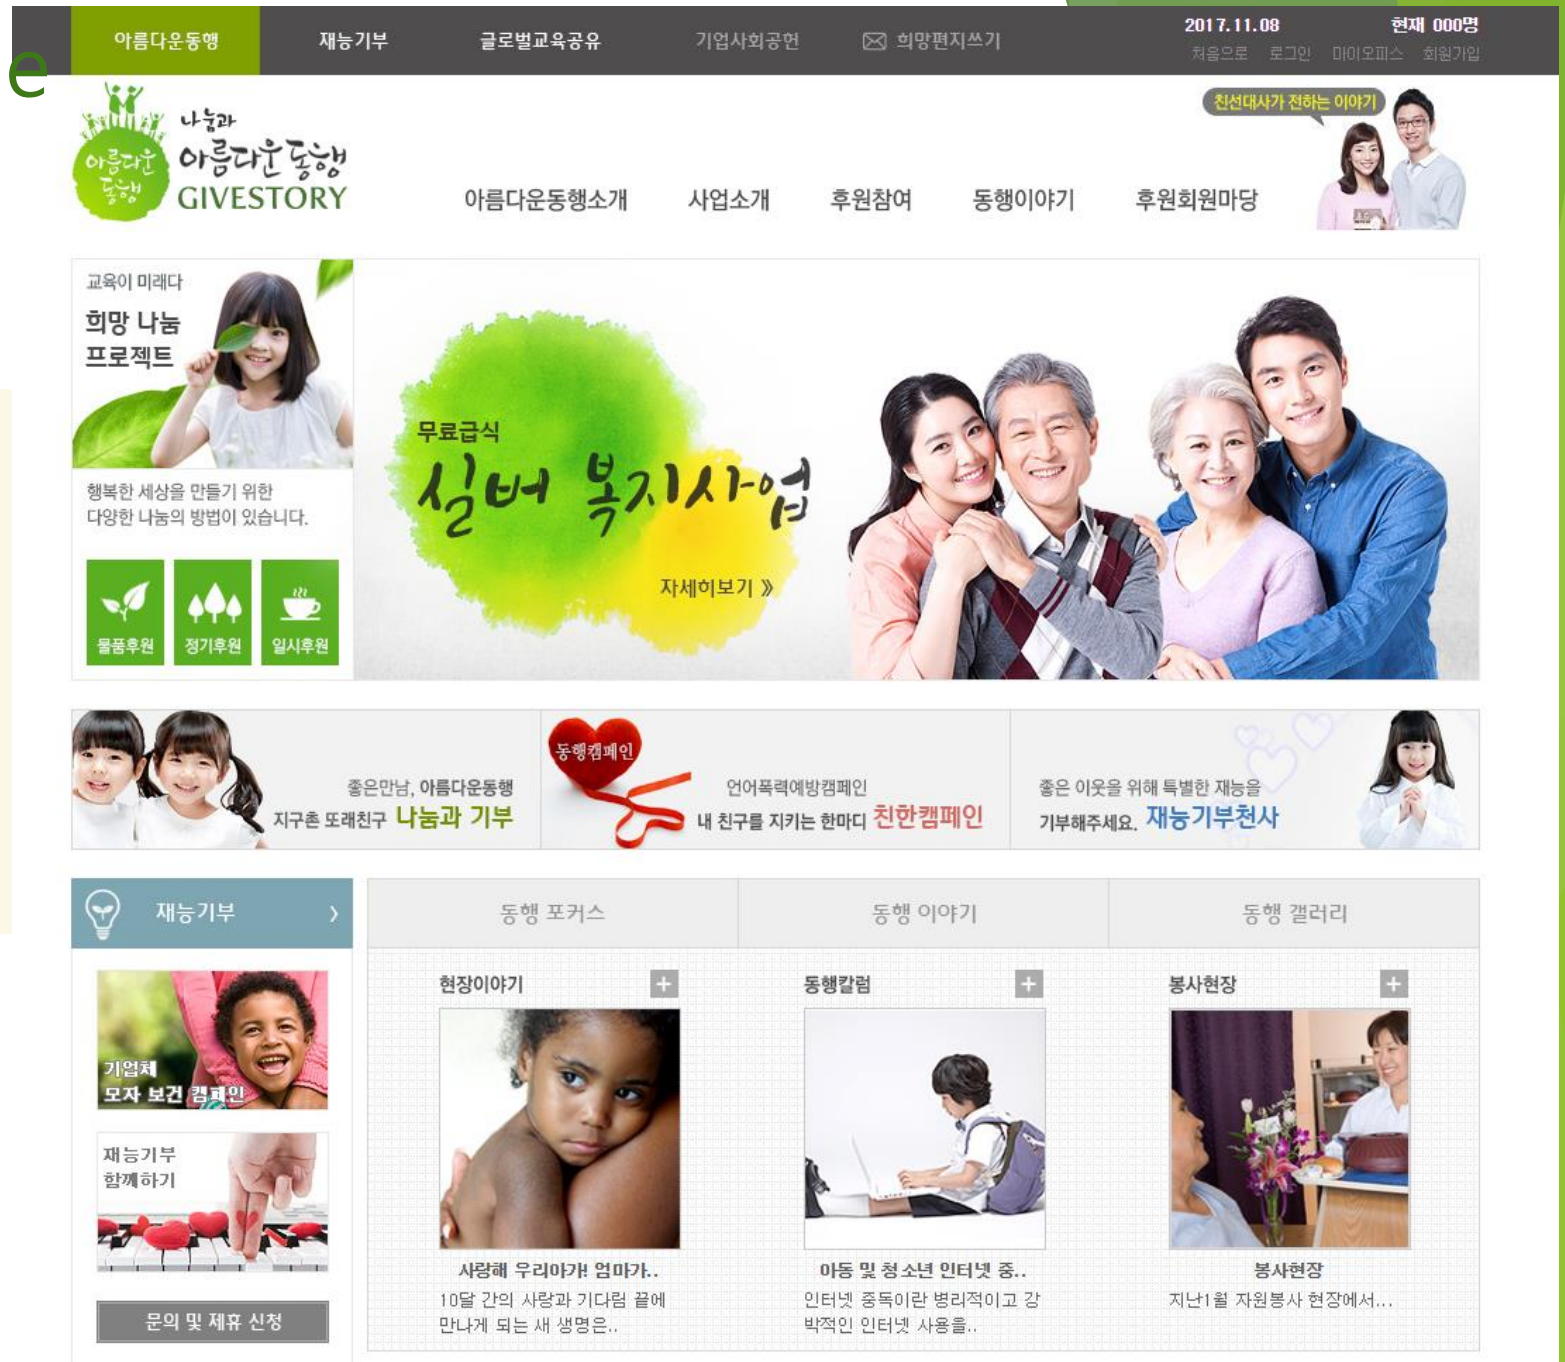 아름다운동행
재능기부
글로벌교육공유
기업사회공헌
희망편지쓰기
2017.11.08
현재 000명
처음으로
로그인
마이오피스
회원가입
e
아름다운
동행
나눔과
아름다운 동행
GIVESTORY
친선대사가 전하는 이야기
아름다운동행소개
사업소개
후원참여
동행이야기
후원회원마당
교육이 미래다
희망 나눔
프로젝트
행복한 세상을 만들기 위한
다양한 나눔의 방법이 있습니다.
물품후원
정기후원
일시후원
무료급식
실버 복지사업
자세히보기 》
좋은만남, 아름다운동행
지구촌 또래친구 나눔과 기부
동행캠페인
언어폭력예방캠페인
내 친구를 지키는 한마디 친한캠페인
좋은 이웃을 위해 특별한 재능을
기부해주세요. 재능기부천사
재능기부
기업체
모자 보건 캠페인
재능기부
함께하기
문의 및 제휴 신청
동행 포커스
동행 이야기
동행 갤러리
현장이야기
사랑해 우리아가! 엄마가..
10달 간의 사랑과 기다림 끝에
만나게 되는 새 생명은..
동행칼럼
아동 및 청소년 인터넷 중..
인터넷 중독이란 병리적이고 강
박적인 인터넷 사용을..
봉사현장
봉사현장
지난1월 자원봉사 현장에서...